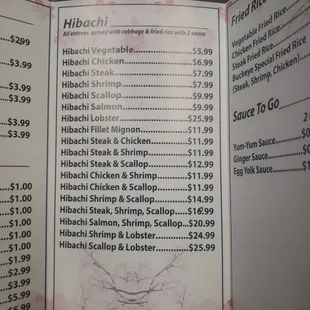 $2.99
$3.99
$3.99
$3.99
$3.99
$3.99
$1.00
$1.00
$1.00
$1.00
$1.00
$1.99
$2.99
$3.99
$5.99
Hibachi
All entrees served with cabbage & fried rice with 2 sauce
Hibachi Vegetable $5.99
Hibachi Chicken $6.99
Hibachi Steak $7.99
Hibachi Shrimp $7.99
Hibachi Scallop $9.99
Hibachi Salmon $9.99
Hibachi Lobster $25.99
Hibachi Fillet Mignon $11.99
Hibachi Steak & Chicken $11.99
Hibachi Steak & Shrimp $11.99
Hibachi Steak & Scallop $12.99
Hibachi Chicken & Shrimp $11.99
Hibachi Chicken & Scallop $11.99
Hibachi Shrimp & Scallop $14.99
Hibachi Steak, Shrimp, Scallop $16.99
Hibachi Salmon, Shrimp, Scallop $20.99
Hibachi Shrimp & Lobster $24.99
Hibachi Scallop & Lobster $25.99
Fried
Vegetable Fried Rice
Chicken Fried Rice
Steak Fried Rice
Buckeye Special Fried Rice
(Steak, Shrimp, Chicken)
Sauce To Go
2
Yum-Yum Sauce
Ginger Sauce
Egg Yolk Sauce